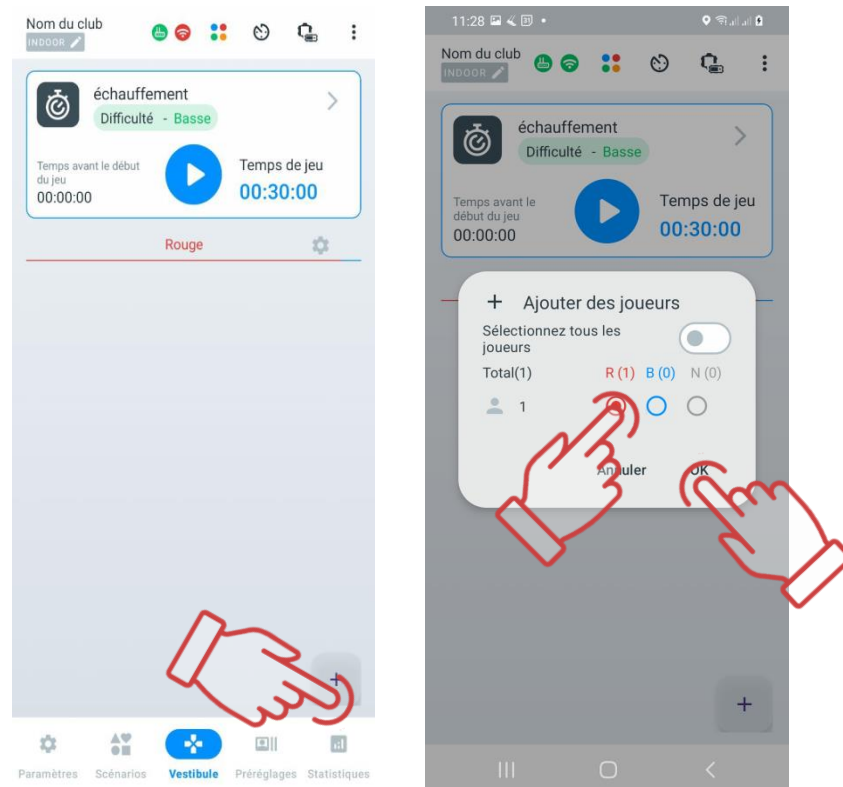 Nom du club
INDOOR
échauffement
Difficulté - Basse
Temps avant le début
du jeu
00:00:00
Temps de jeu
00:30:00
Rouge
+
Paramètres
Scénarios
Vestibule
Préréglages
Statistiques
11:28
31
Nom du club
INDOOR
échauffement
Difficulté - Basse
Temps avant le
début du jeu
00:00:00
Temps de jeu
00:30:00
+ Ajouter des joueurs
Sélectionnez tous les
joueurs
Total(1) R (1) B (0) N (0)
1
Annuler OK
+